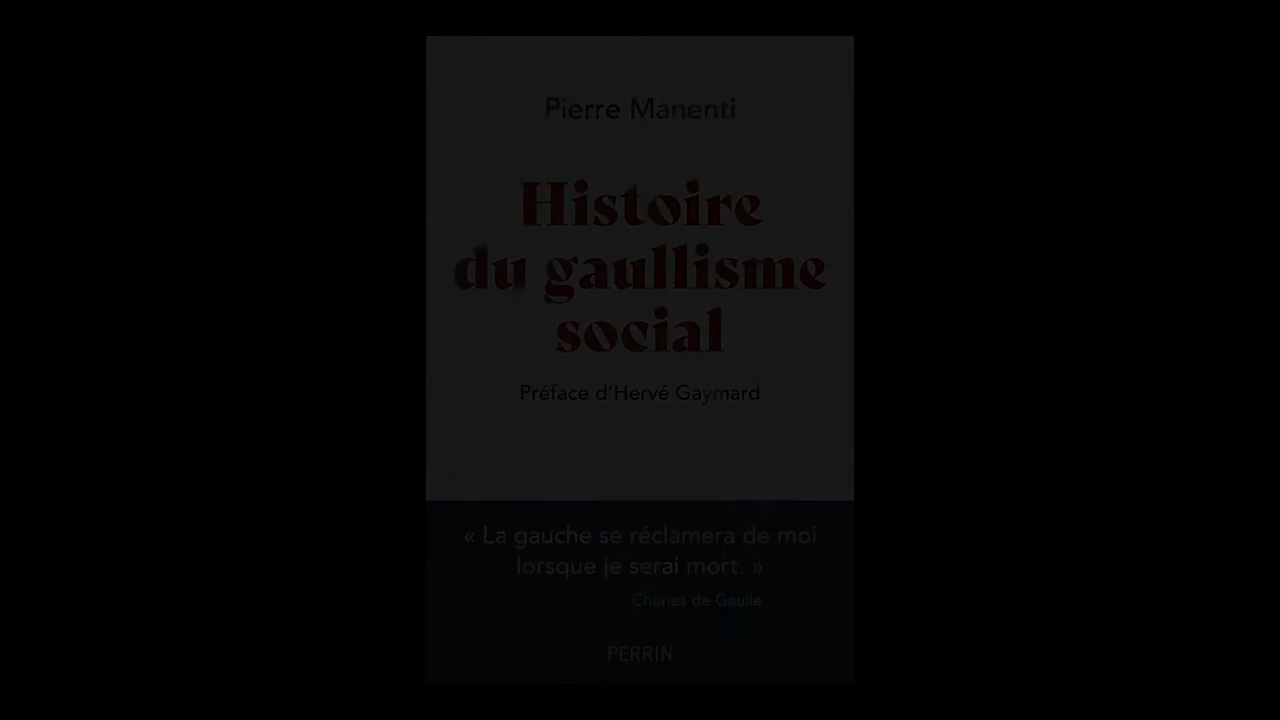 Pierre Manenti
Histoire
du gaullisme
social
Préface d'Hervé Gaymard
« La gauche se réclamera de moi
lorsque je serai mort. »
Charles de Gaulle
PERRIN